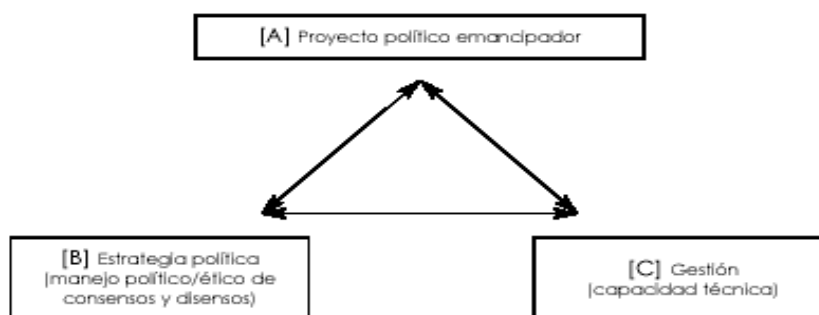 [A] Proyecto político emancipador
[B] Estrategia política
(manejo político/ético de
consensos y disensos)
[C] Gestión
(capacidad técnica)